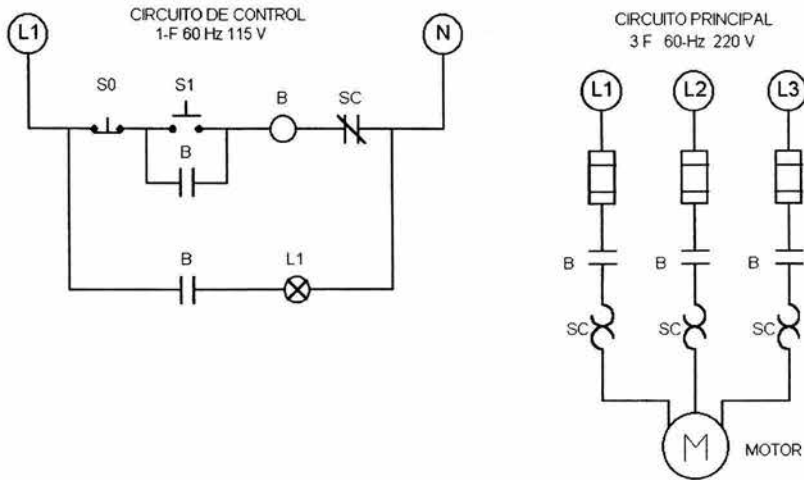 CIRCUITO DE CONTROL
1-F 60 Hz 115 V
L1
N
S0
S1
B
SC
B
B
L1
CIRCUITO PRINCIPAL
3 F 60-Hz 220 V
L1
L2
L3
B
B
B
SC
SC
SC
M
MOTOR